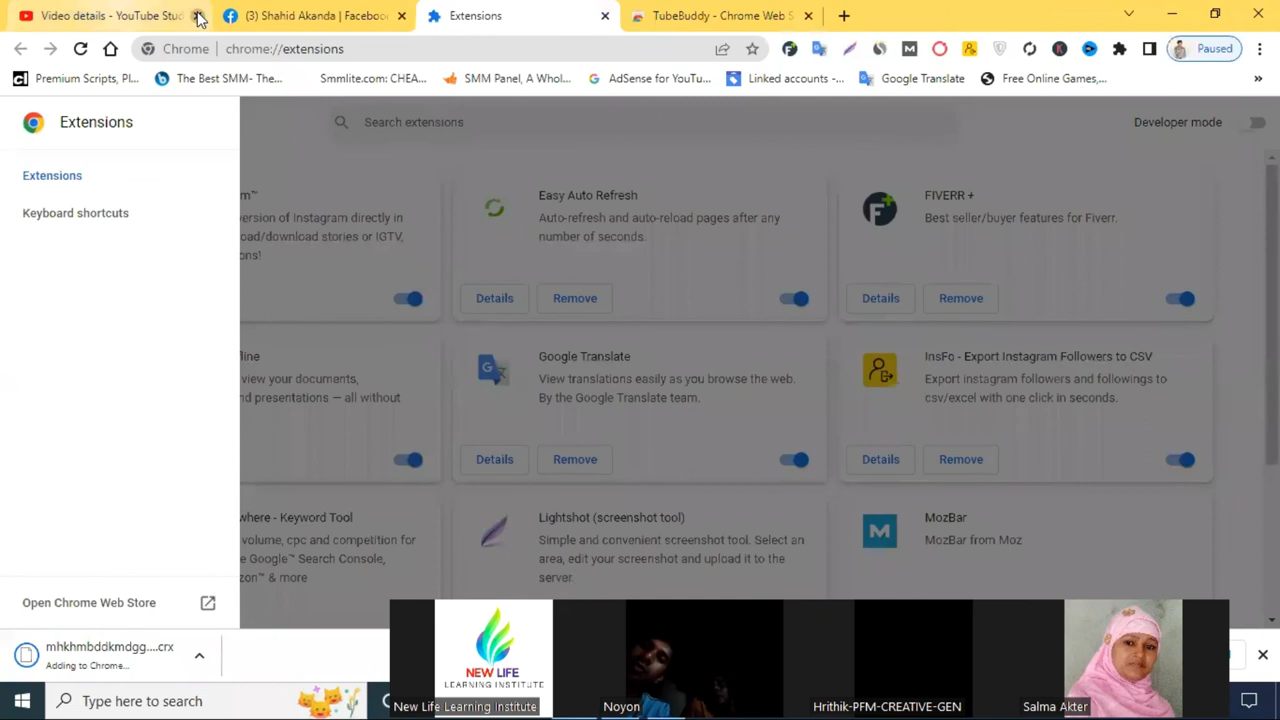 Video details - YouTube Stud
(3) Shahid Akanda | Facebook
Extensions
TubeBuddy - Chrome Web S
Chrome
chrome://extensions
Paused
Premium Scripts, Pl...
The Best SMM- The...
Smmlite.com: CHEA...
SMM Panel, A Whol...
AdSense for YouTu...
Linked accounts -...
Google Translate
Free Online Games,...
»
Extensions
Search extensions
Developer mode
Extensions
Keyboard shortcuts
m™
version of Instagram directly in
oad/download stories or IGTV,
ons!
Easy Auto Refresh
Auto-refresh and auto-reload pages after any
number of seconds.
Details
Remove
FIVERR +
Best seller/buyer features for Fiverr.
Details
Remove
fline
view your documents,
nd presentations — all without
Google Translate
View translations easily as you browse the web.
By the Google Translate team.
Details
Remove
InsFo - Export Instagram Followers to CSV
Export instagram followers and followings to
csv/excel with one click in seconds.
Details
Remove
where - Keyword Tool
volume, cpc and competition for
e Google™ Search Console,
zon™ & more
Lightshot (screenshot tool)
Simple and convenient screenshot tool. Select an
area, edit your screenshot and upload it to the
server.
M
MozBar
MozBar from Moz
Open Chrome Web Store
mhkhmbddkmdgg....crx
Adding to Chrome...
Type here to search
NEW LIFE
LEARNING INSTITUTE
New Life Learning Institute
Noyon
Hrithik-PFM-CREATIVE-GEN
Salma Akter